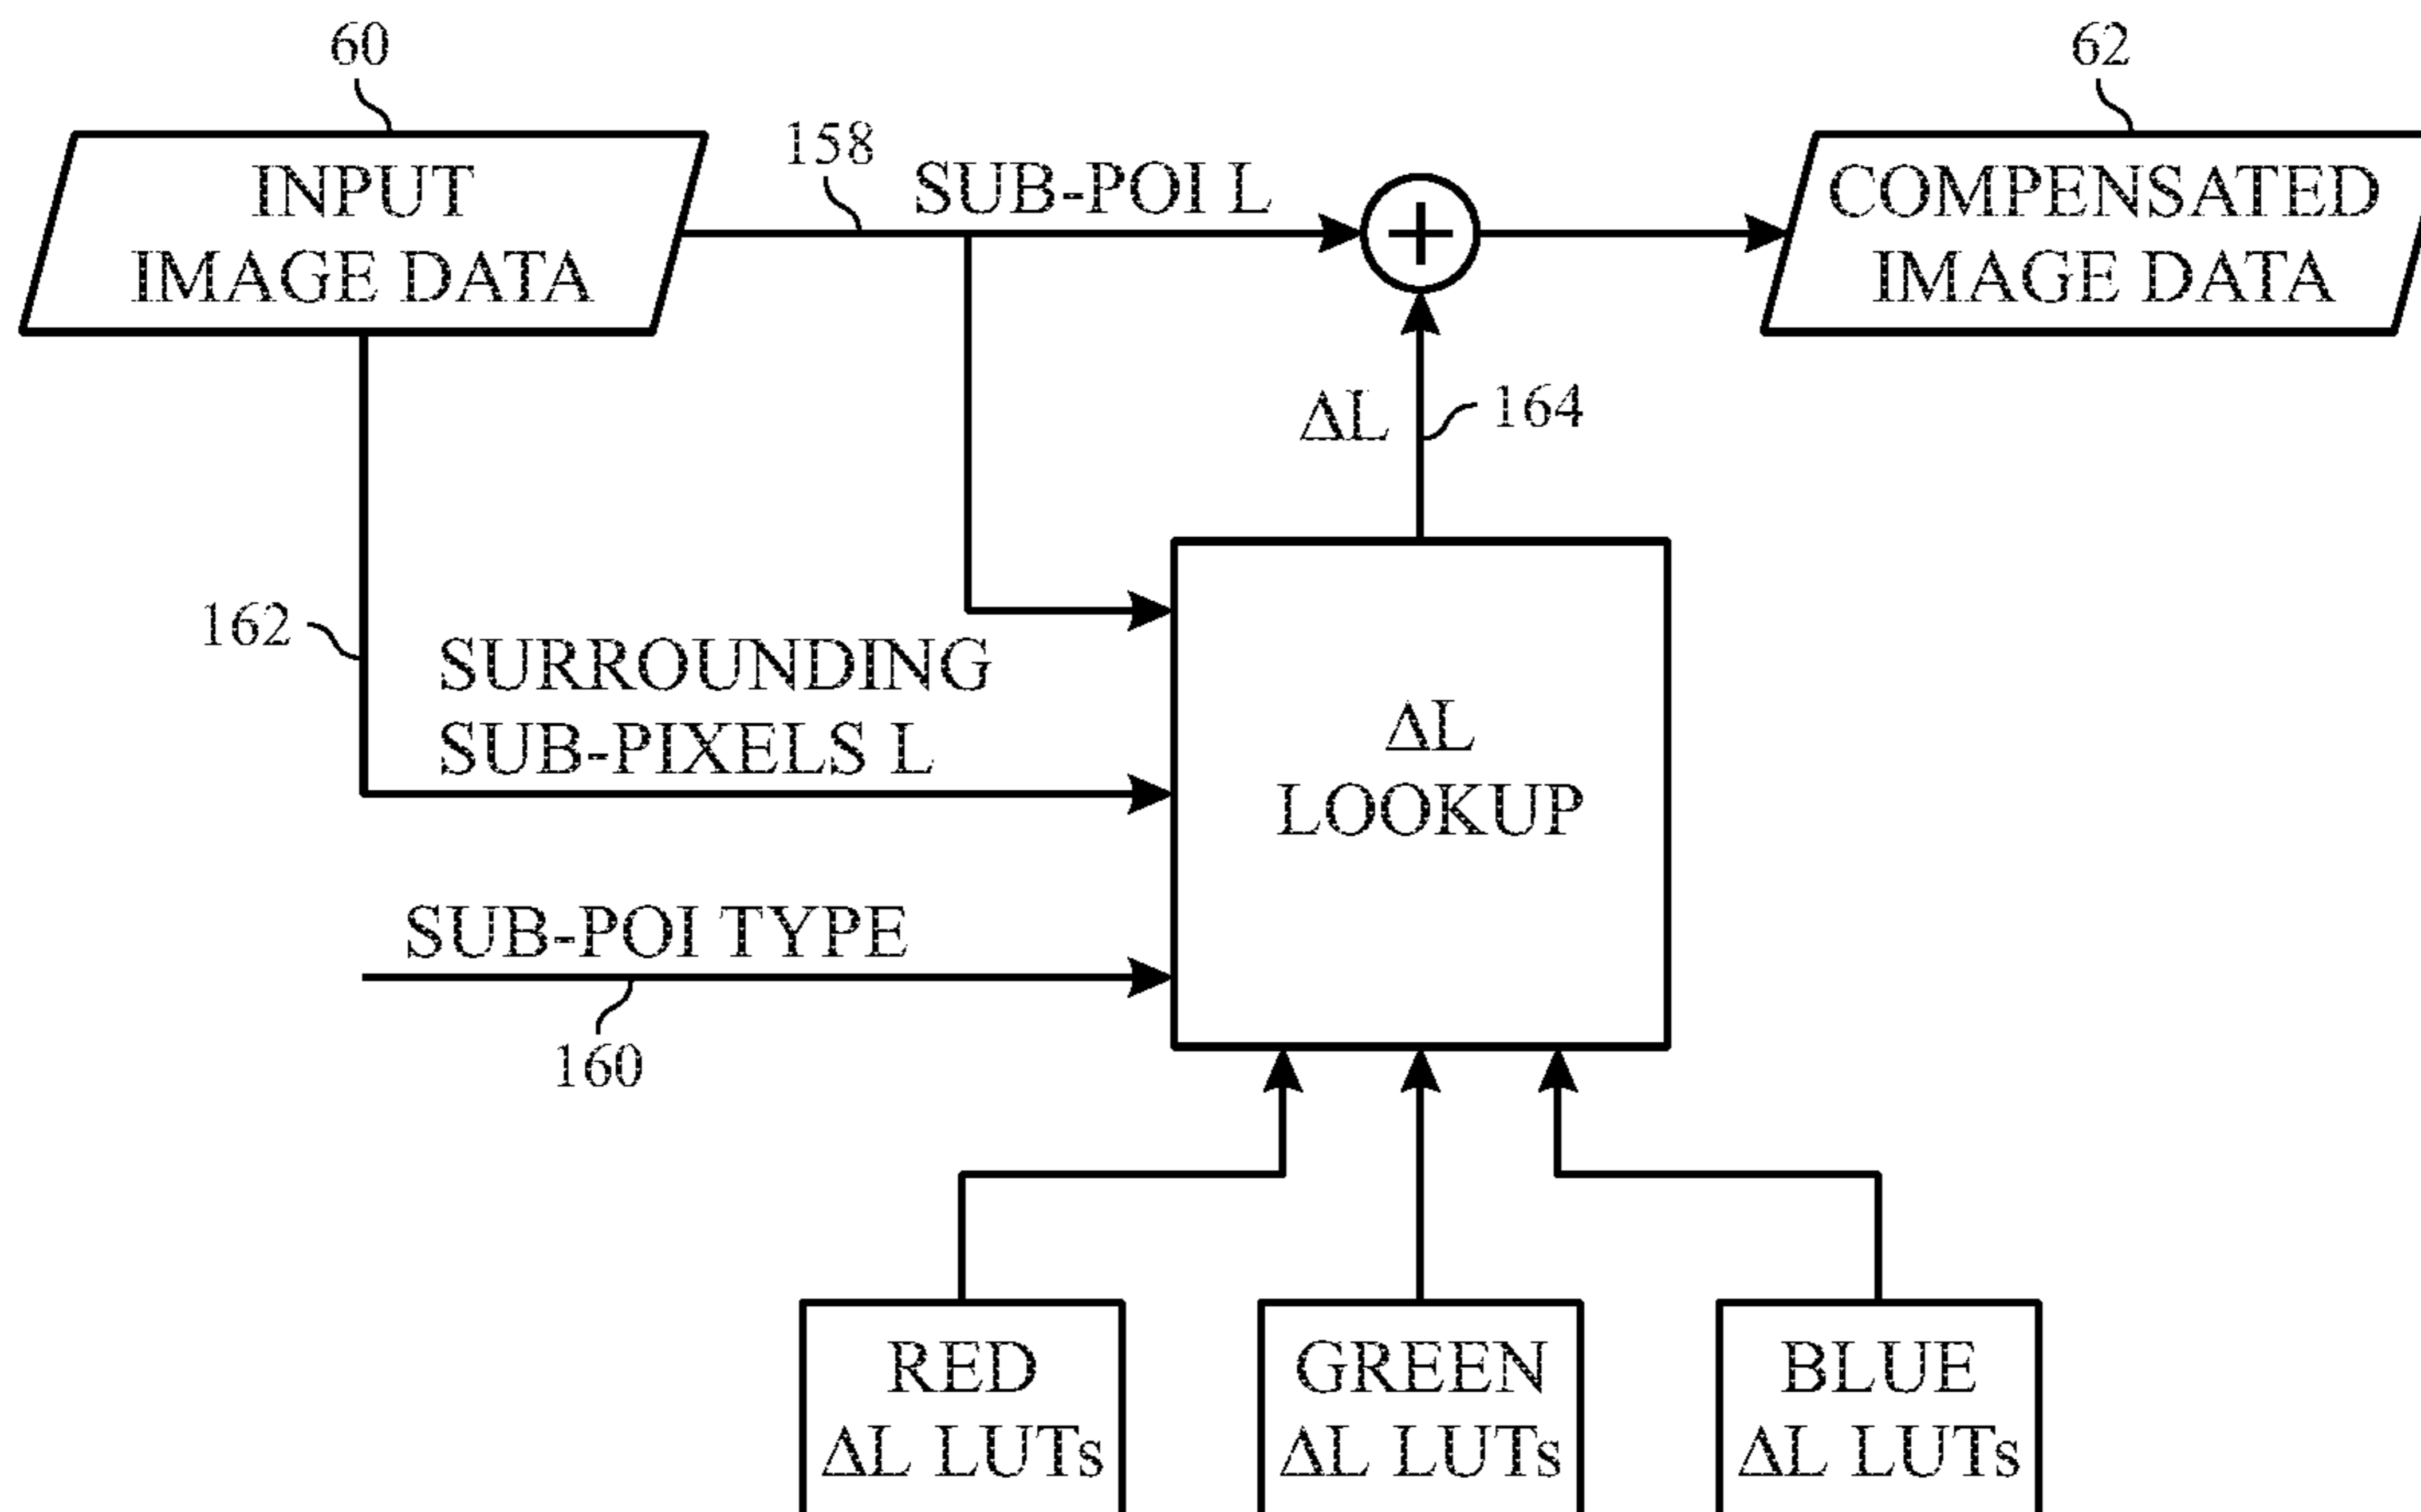 60
62
158
INPUT
IMAGE DATA
SUB-POI L
COMPENSATED
IMAGE DATA
ΔL
164
162
SURROUNDING
SUB-PIXELS L
ΔL
LOOKUP
SUB-POI TYPE
160
RED
ΔL LUTs
GREEN
ΔL LUTs
BLUE
ΔL LUTs